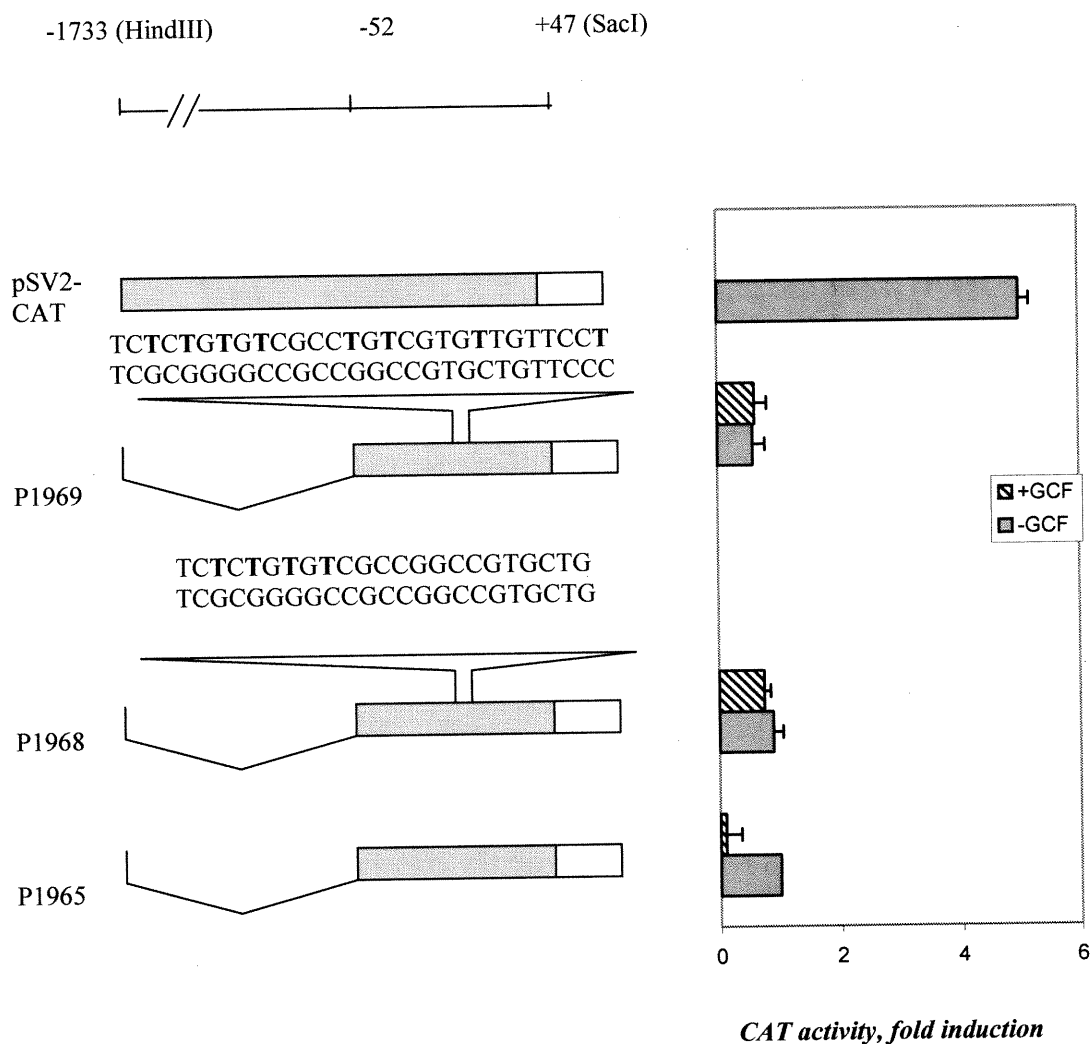 -1733 (HindIII) -52 +47 (SacI)
pSV2-
CAT
TCTCTGTGTCGCCTGTCGTGTTGTTCCT
TCGCGGGGCCGCCGGCCGTGCTGTTCCC
P1969
+GCF
-GCF
TCTCTGTGTCGCCGGCCGTGCTG
TCGCGGGGCCGCCGGCCGTGCTG
P1968
P1965
0 2 4 6
CAT activity, fold induction